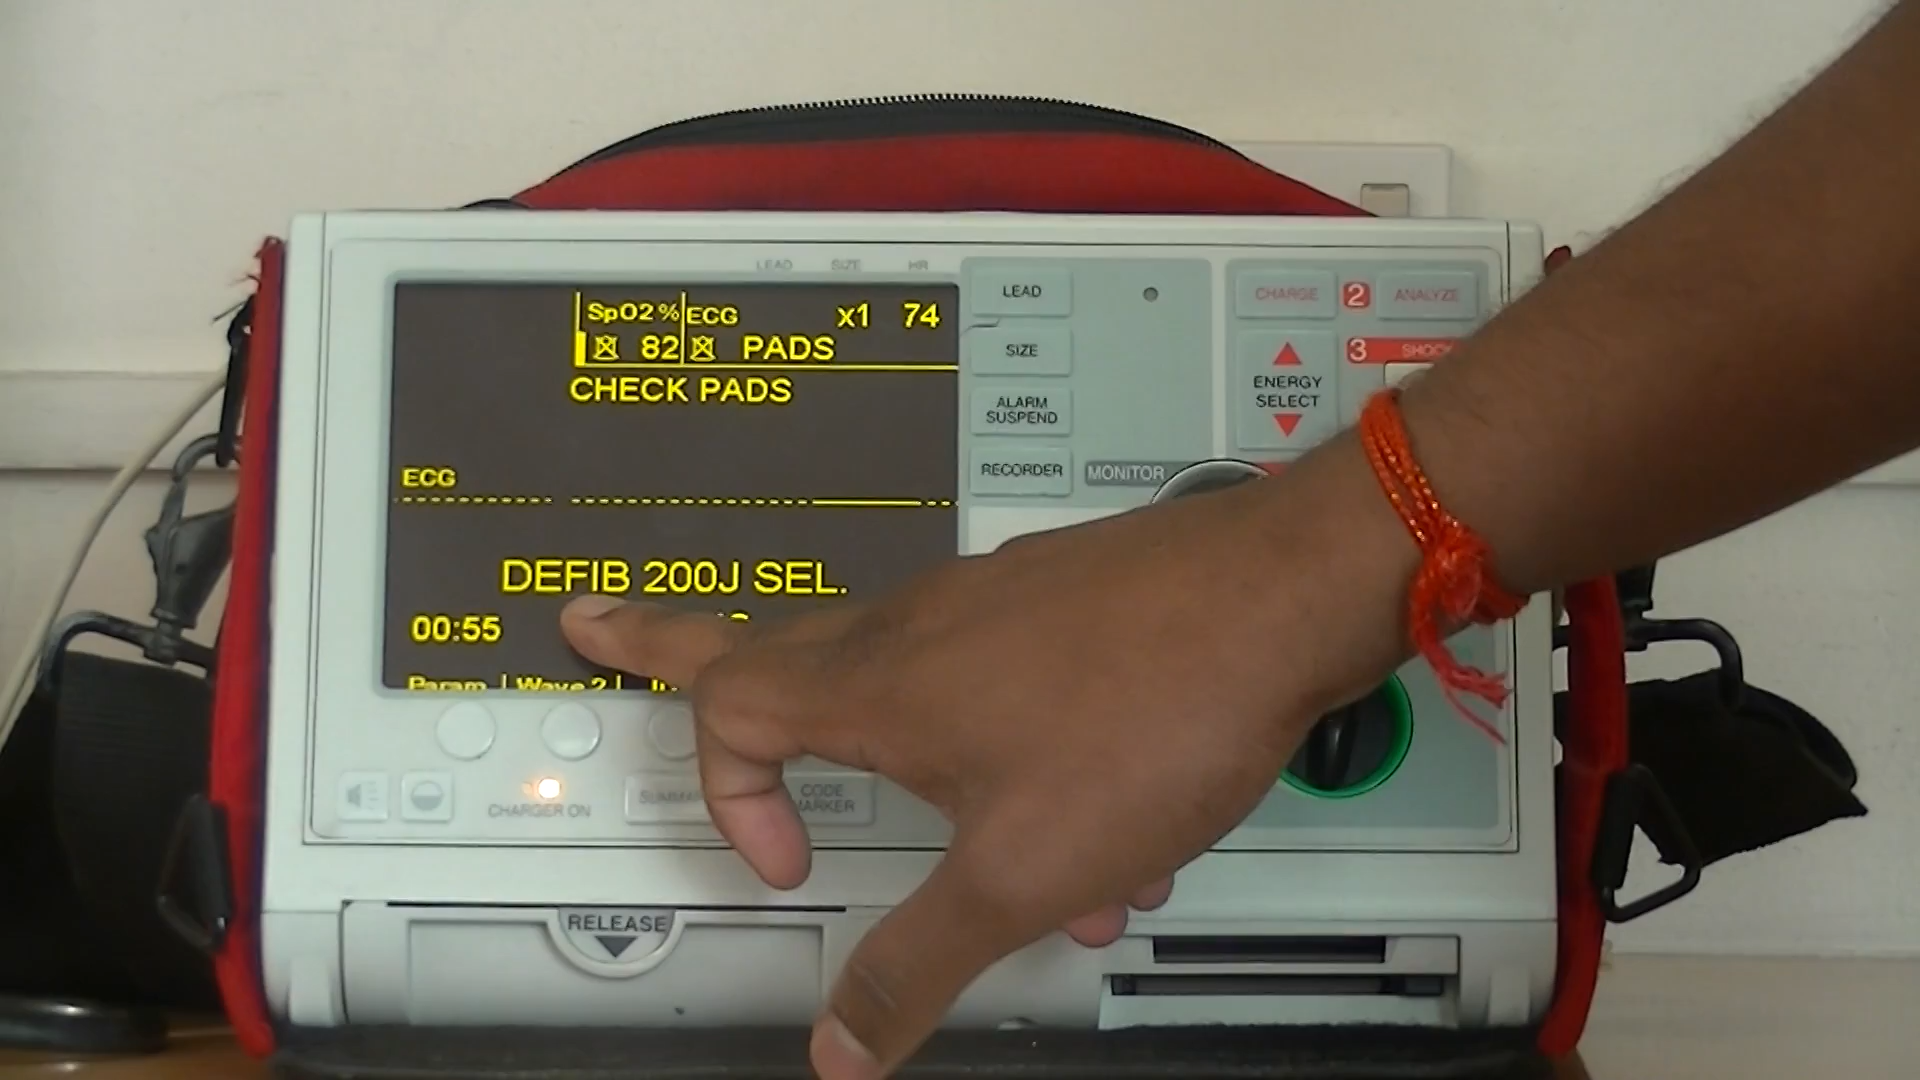 LEAD SIZE HR
SpO2 % ECG x1 74
82 PADS
CHECK PADS
ECG
DEFIB 200J SEL.
00:55
Param Wave 2
LEAD
SIZE
ALARM
SUSPEND
RECORDER
MONITOR
CHARGE 2 ANALYZE
3 SHOCK
ENERGY
SELECT
CHARGER ON
CODE
MARKER
RELEASE